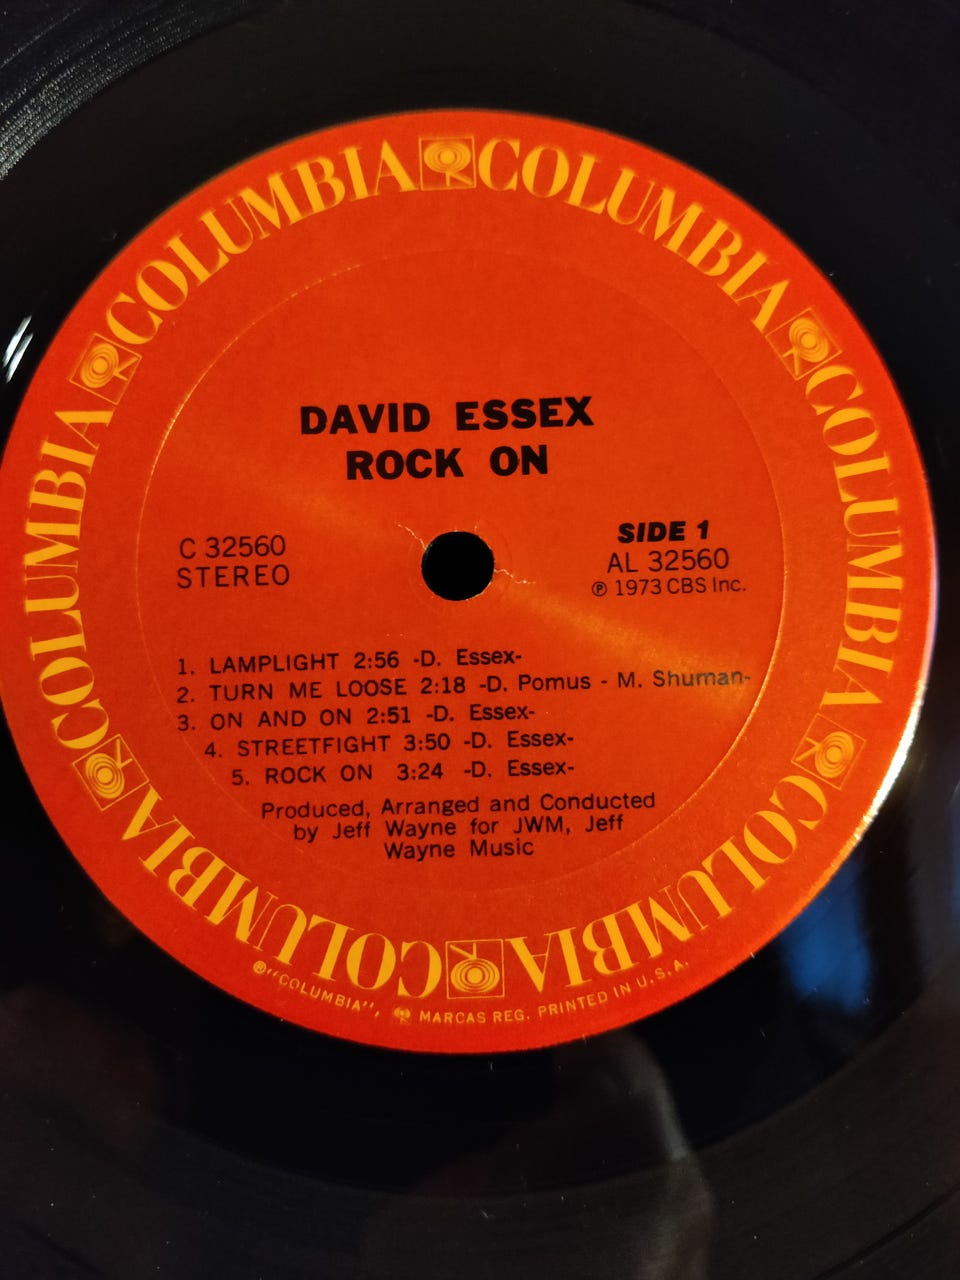 COLUMBIA COLUMBIA COLUMBIA COLUMBIA COLUMBIA COLUMBIA
DAVID ESSEX
ROCK ON
C 32560
STEREO
SIDE 1
AL 32560
℗ 1973 CBS Inc.
1. LAMPLIGHT 2:56 -D. Essex-
2. TURN ME LOOSE 2:18 -D. Pomus - M. Shuman-
3. ON AND ON 2:51 -D. Essex-
4. STREETFIGHT 3:50 -D. Essex-
5. ROCK ON 3:24 -D. Essex-
Produced, Arranged and Conducted
by Jeff Wayne for JWM, Jeff
Wayne Music
®"COLUMBIA", MARCAS REG. PRINTED IN U.S.A.